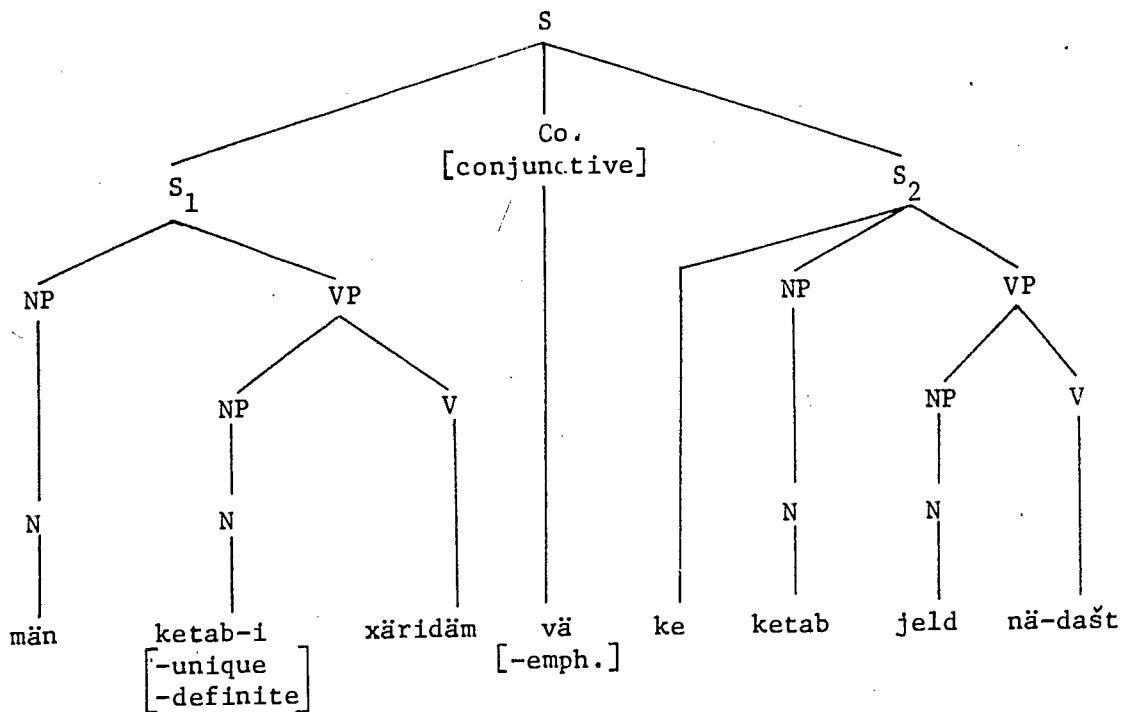 S
Co.
[conjunctive]
S1 S2
NP VP NP VP
NP V NP V
N N N N
män ketab-i xäridäm vä ke ketab jeld nä-dašt
[-unique [-emph.]
-definite]